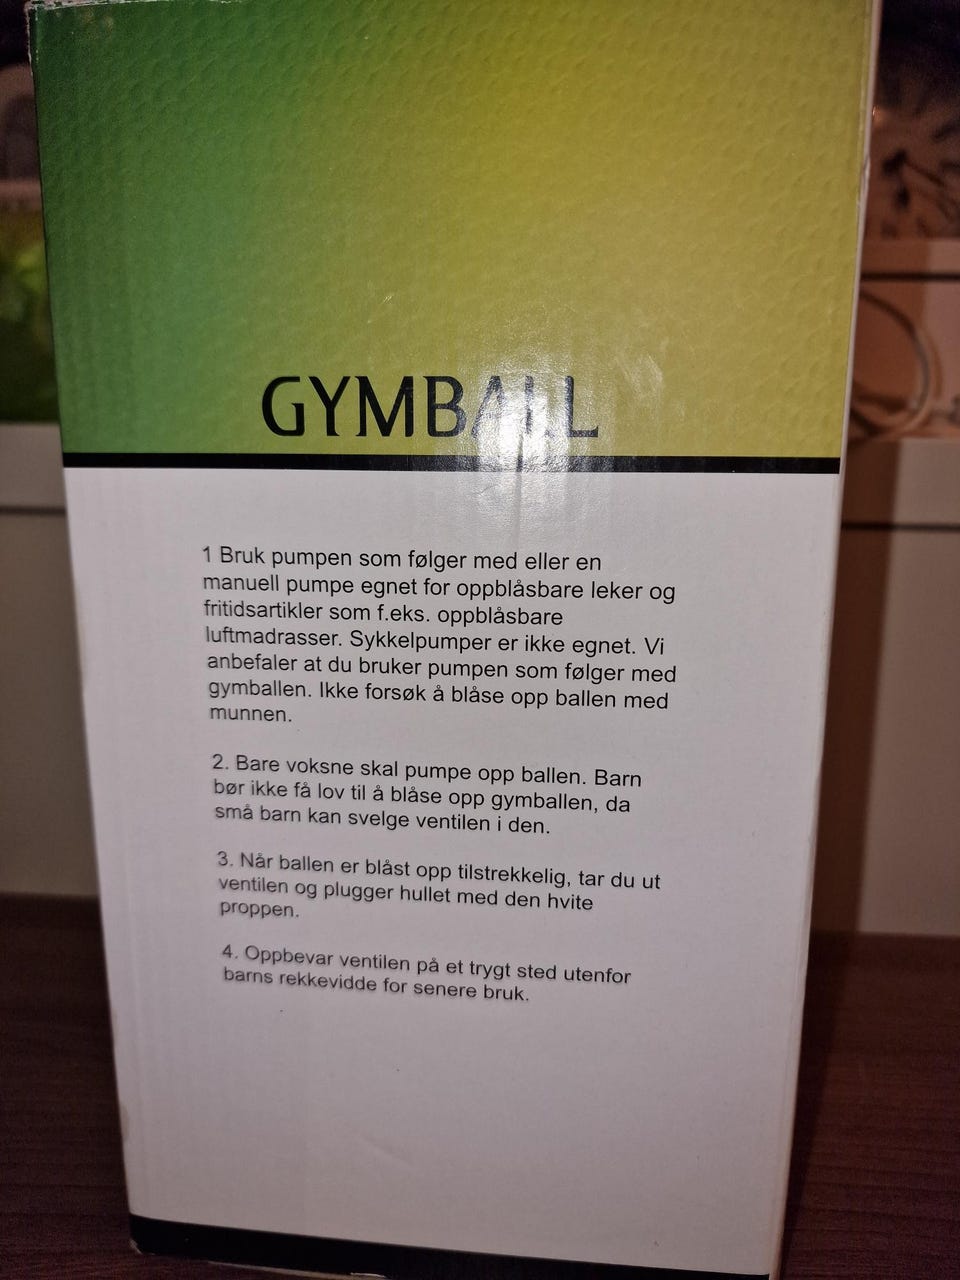 GYMBALL
1 Bruk pumpen som følger med eller en
manuell pumpe egnet for oppblåsbare leker og
fritidsartikler som f.eks. oppblåsbare
luftmadrasser. Sykkelpumper er ikke egnet. Vi
anbefaler at du bruker pumpen som følger med
gymballen. Ikke forsøk å blåse opp ballen med
munnen.
2. Bare voksne skal pumpe opp ballen. Barn
bør ikke få lov til å blåse opp gymballen, da
små barn kan svelge ventilen i den.
3. Når ballen er blåst opp tilstrekkelig, tar du ut
ventilen og plugger hullet med den hvite
proppen.
4. Oppbevar ventilen på et trygt sted utenfor
barns rekkevidde for senere bruk.